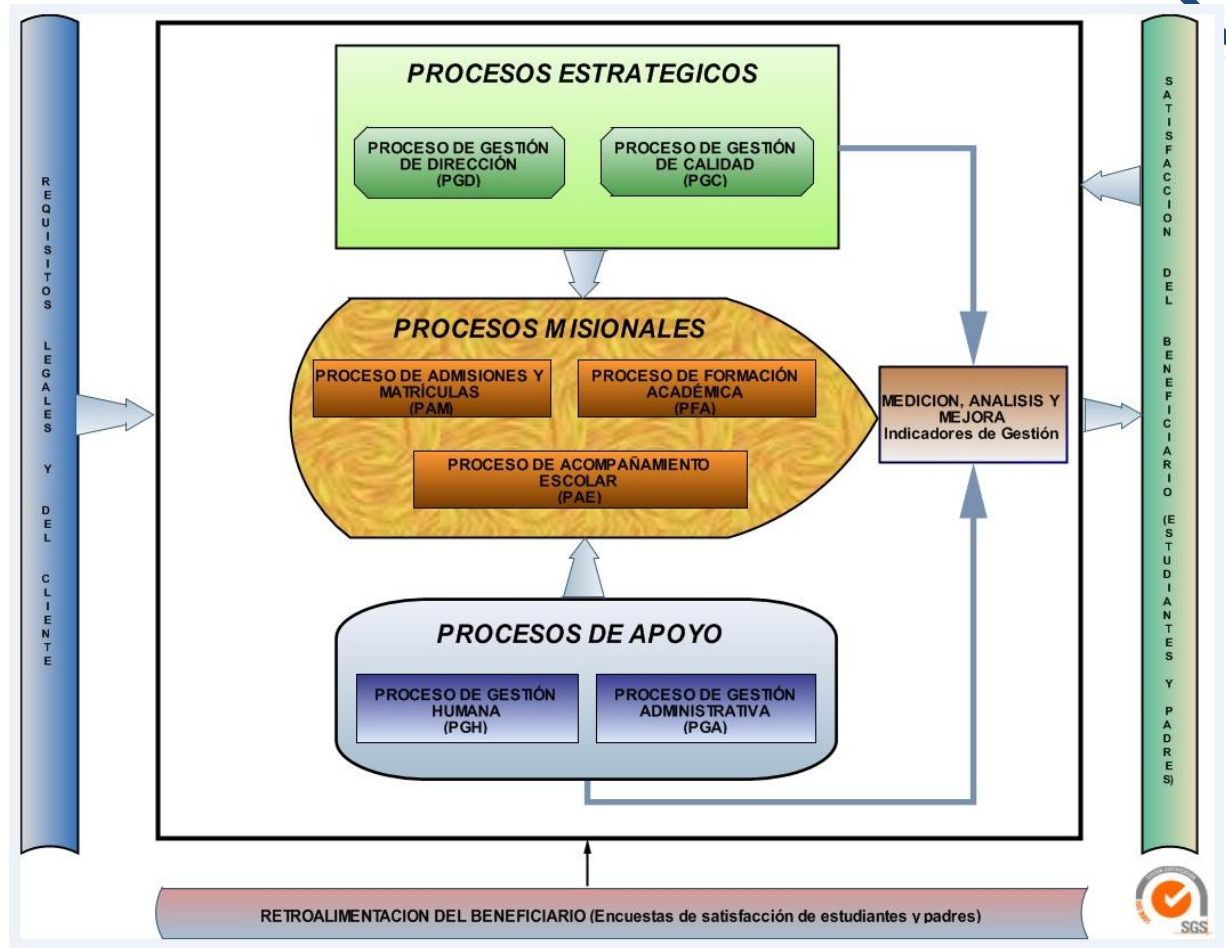 REQUISITOS LEGALES Y DEL CLIENTE
PROCESOS ESTRATEGICOS
PROCESO DE GESTIÓN
DE DIRECCIÓN
(PGD)
PROCESO DE GESTIÓN
DE CALIDAD
(PGC)
PROCESOS MISIONALES
PROCESO DE ADMISIONES Y
MATRÍCULAS
(PAM)
PROCESO DE FORMACIÓN
ACADÉMICA
(PFA)
PROCESO DE ACOMPAÑAMIENTO
ESCOLAR
(PAE)
MEDICION, ANALISIS Y
MEJORA
Indicadores de Gestión
PROCESOS DE APOYO
PROCESO DE GESTIÓN
HUMANA
(PGH)
PROCESO DE GESTIÓN
ADMINISTRATIVA
(PGA)
SATISFACCION DEL BENEFICIARIO (ESTUDIANTES Y PADRES)
RETROALIMENTACION DEL BENEFICIARIO (Encuestas de satisfacción de estudiantes y padres)
ISO 9001
SGS